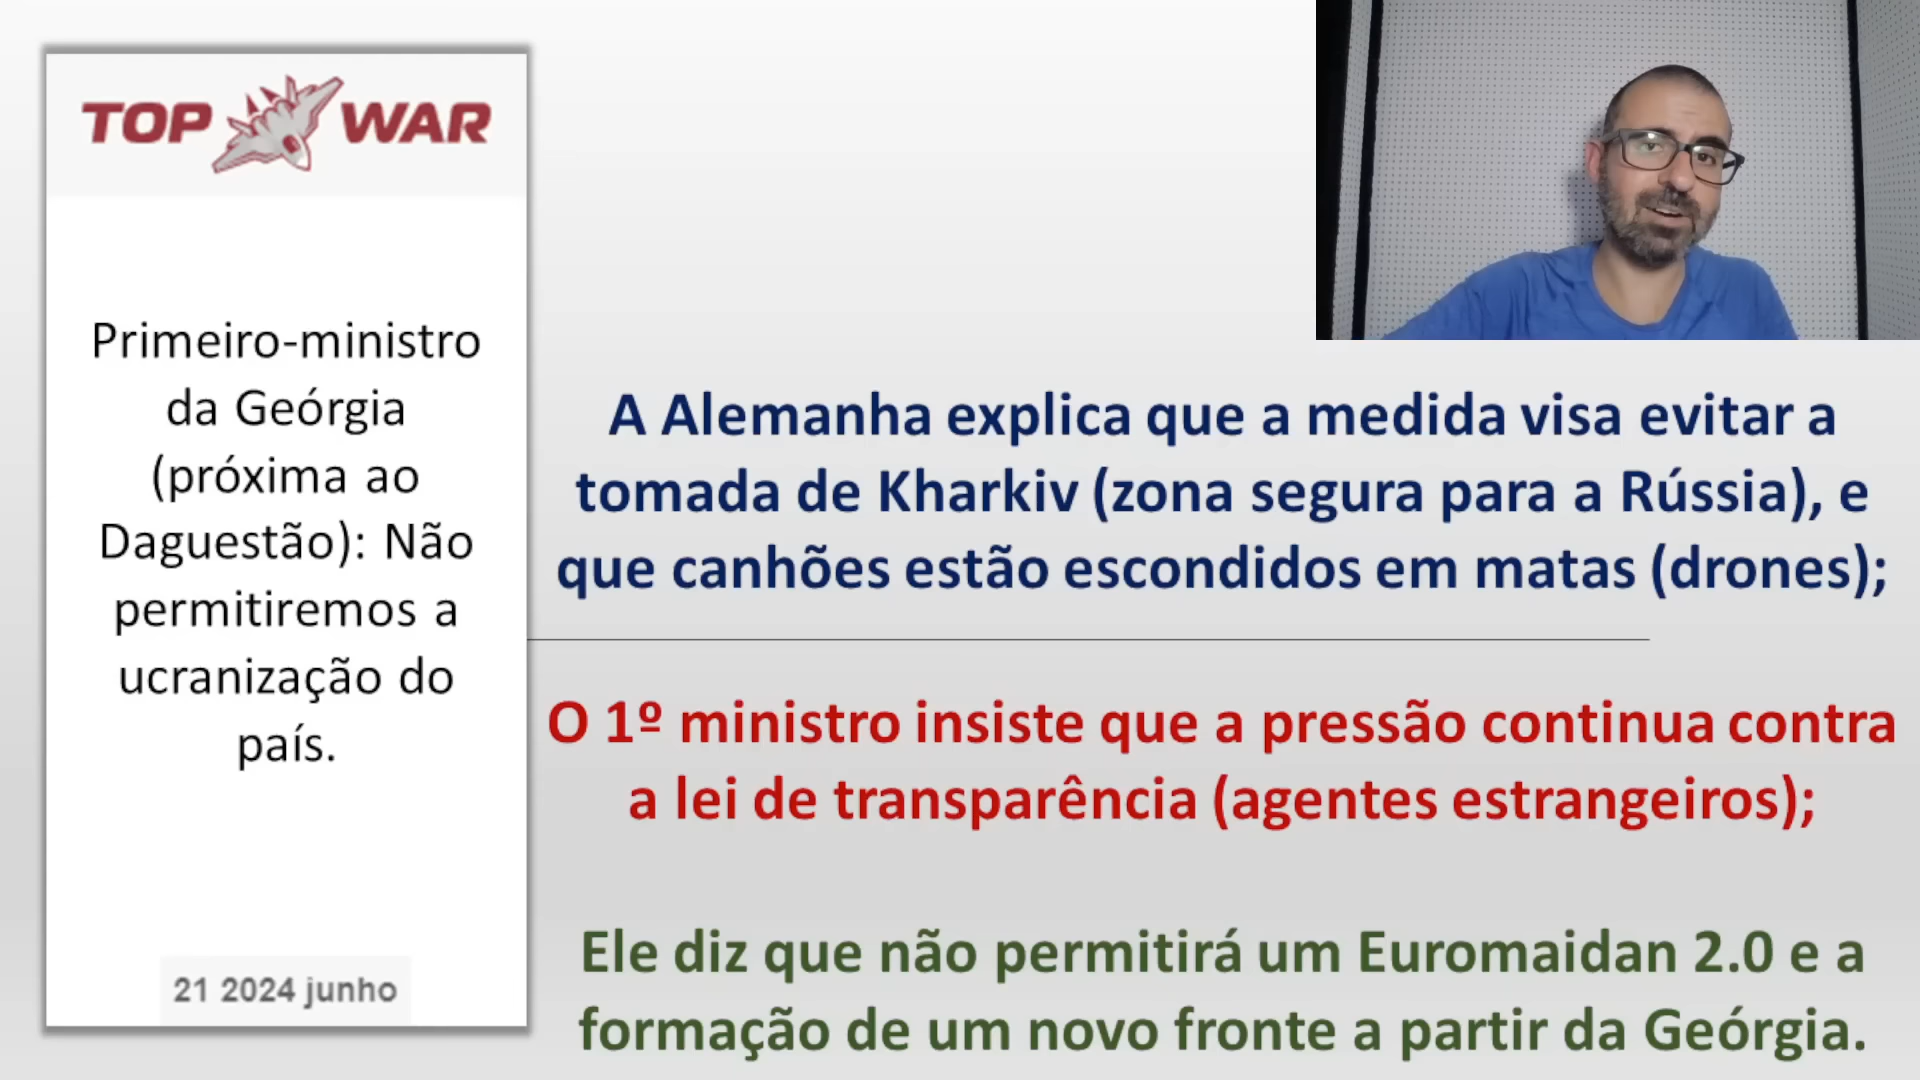 TOP WAR
Primeiro-ministro
da Geórgia
(próxima ao
Daguestão): Não
permitiremos a
ucranização do
país.
21 2024 junho
A Alemanha explica que a medida visa evitar a
tomada de Kharkiv (zona segura para a Rússia), e
que canhões estão escondidos em matas (drones);
O 1º ministro insiste que a pressão continua contra
a lei de transparência (agentes estrangeiros);
Ele diz que não permitirá um Euromaidan 2.0 e a
formação de um novo fronte a partir da Geórgia.